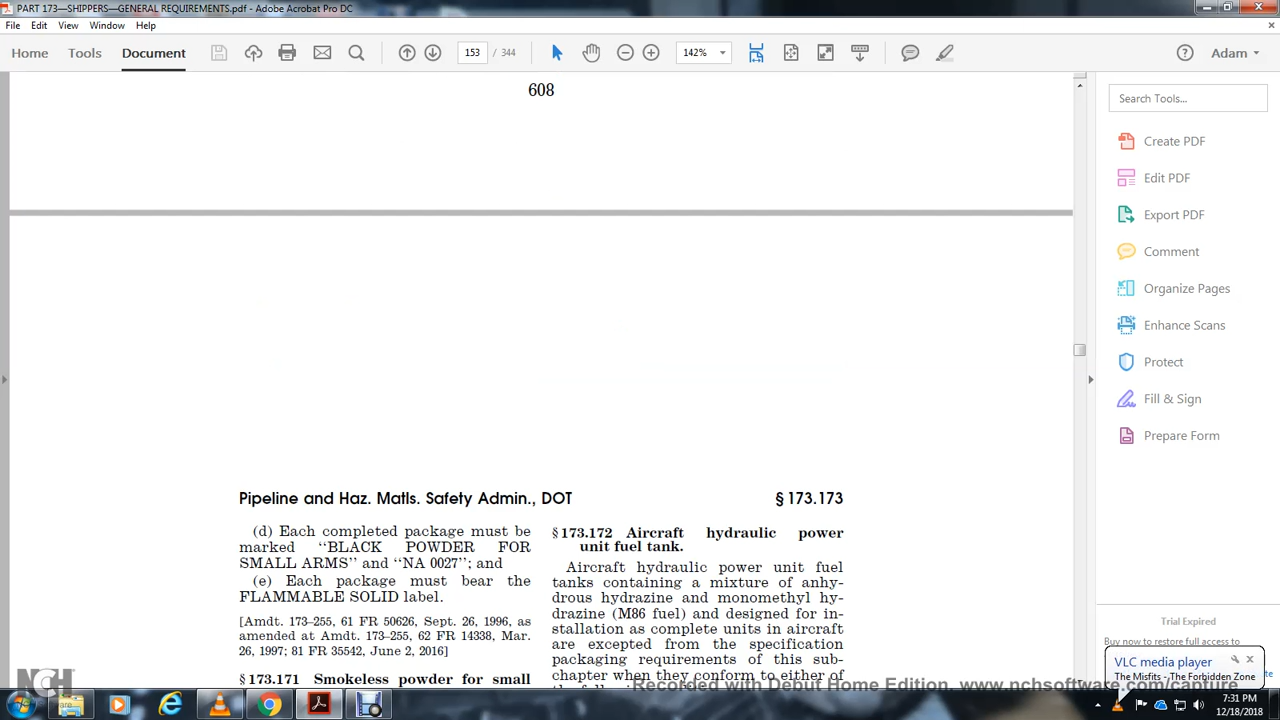 PART 173—SHIPPERS—GENERAL REQUIREMENTS.pdf - Adobe Acrobat Pro DC
File Edit View Window Help
Home Tools Document 153 / 344 142% Adam
608
Pipeline and Haz. Matls. Safety Admin., DOT § 173.173
(d) Each completed package must be
marked ‘‘BLACK POWDER FOR
SMALL ARMS’’ and ‘‘NA 0027’’; and
(e) Each package must bear the
FLAMMABLE SOLID label.
[Amdt. 173–255, 61 FR 50626, Sept. 26, 1996, as
amended at Amdt. 173–255, 62 FR 14338, Mar.
26, 1997; 81 FR 35542, June 2, 2016]
§ 173.171 Smokeless powder for small
§ 173.172 Aircraft hydraulic power
unit fuel tank.
Aircraft hydraulic power unit fuel
tanks containing a mixture of anhy-
drous hydrazine and monomethyl hy-
drazine (M86 fuel) and designed for in-
stallation as complete units in aircraft
are excepted from the specification
packaging requirements of this sub-
chapter when they conform to either of
Search Tools...
Create PDF
Edit PDF
Export PDF
Comment
Organize Pages
Enhance Scans
Protect
Fill & Sign
Prepare Form
Trial Expired
Buy now to restore full access to
VLC media player
The Misfits - The Forbidden Zone
Recorded with Debut Home Edition. www.nchsoftware.com/capture
NCH
7:31 PM
12/18/2018